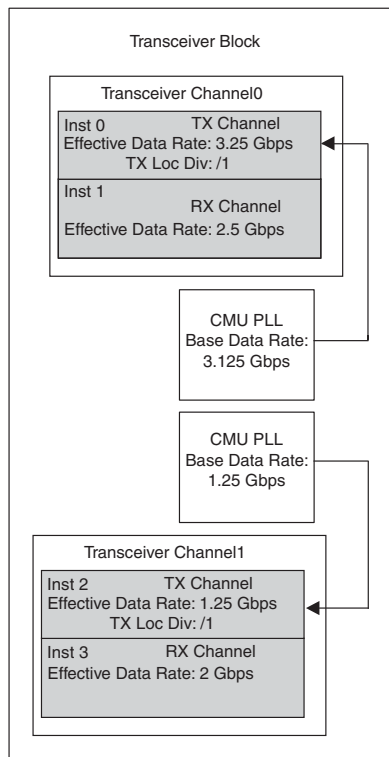 Transceiver Block
Transceiver Channel0
Inst 0 TX Channel
Effective Data Rate: 3.25 Gbps
TX Loc Div: /1
Inst 1
RX Channel
Effective Data Rate: 2.5 Gbps
CMU PLL
Base Data Rate:
3.125 Gbps
CMU PLL
Base Data Rate:
1.25 Gbps
Transceiver Channel1
Inst 2 TX Channel
Effective Data Rate: 1.25 Gbps
TX Loc Div: /1
Inst 3 RX Channel
Effective Data Rate: 2 Gbps